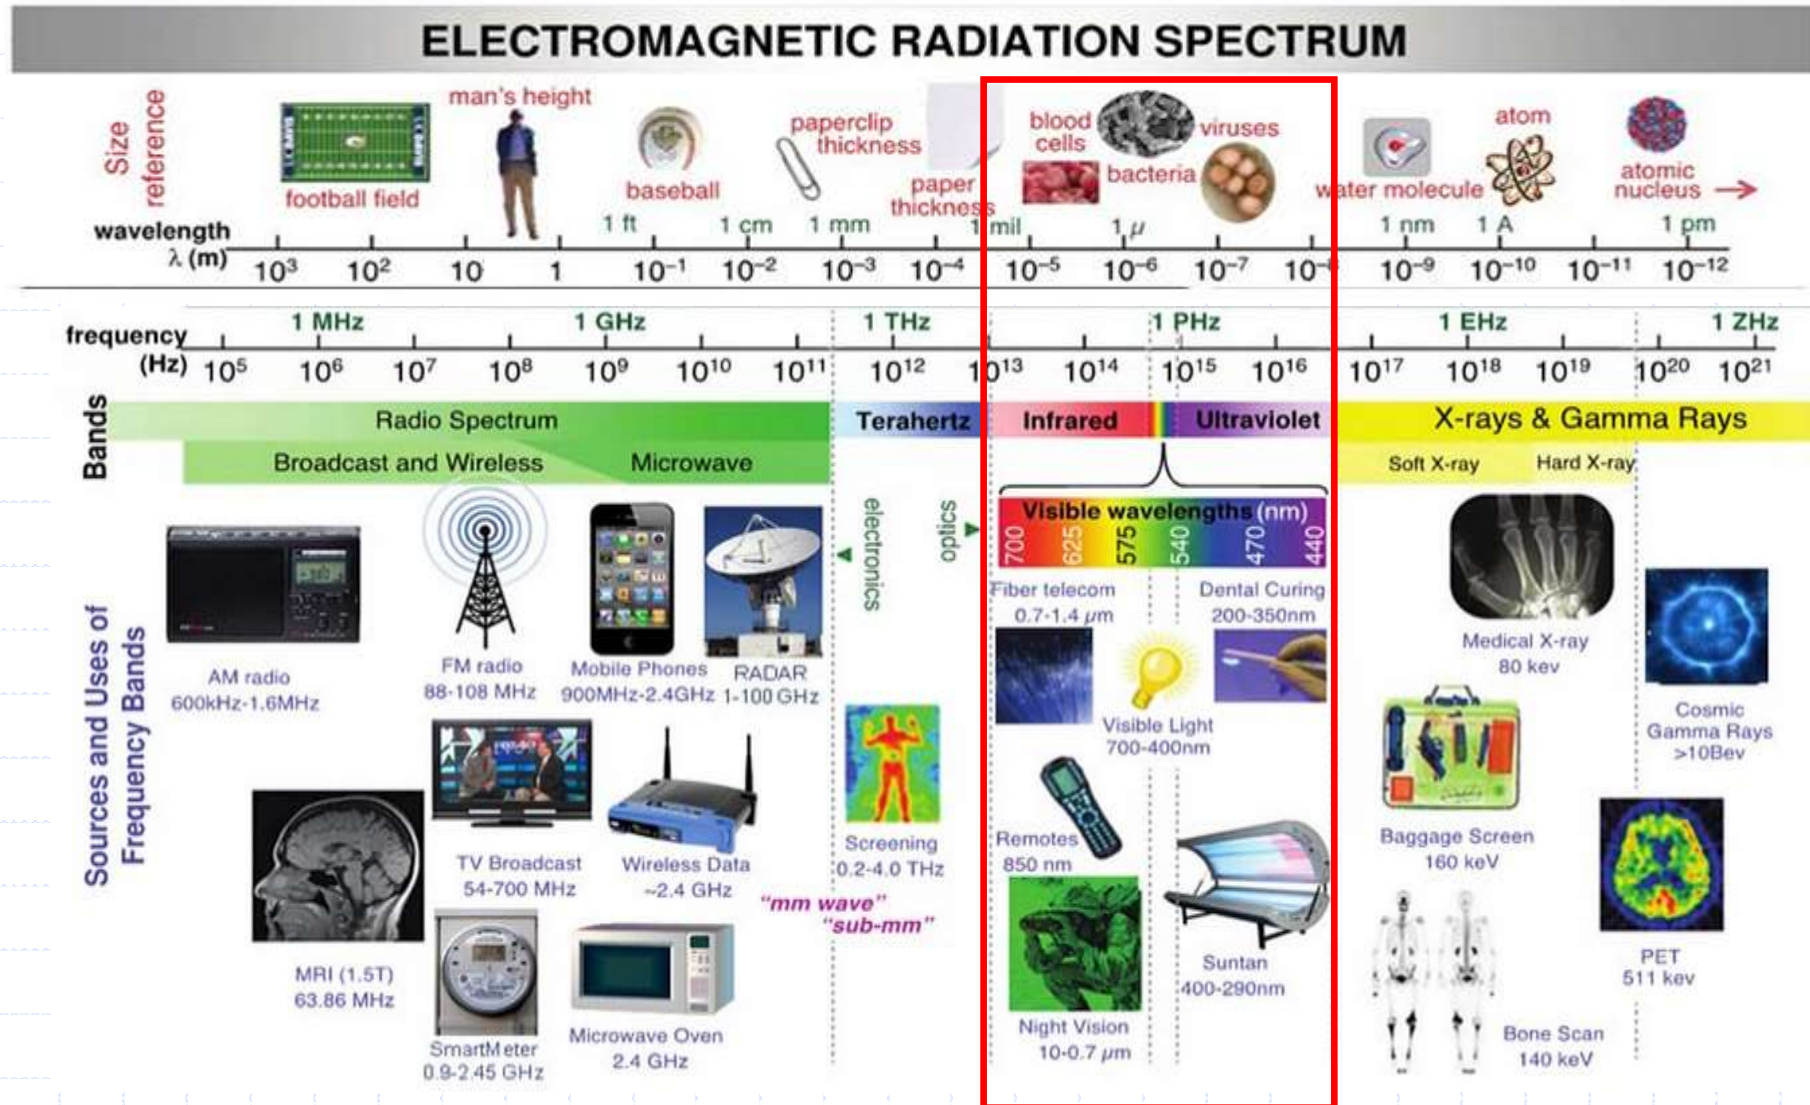 ELECTROMAGNETIC RADIATION SPECTRUM
Size
reference
football field
man's height
baseball
paperclip
thickness
paper
thickness
blood
cells
bacteria
viruses
water molecule
atom
atomic
nucleus
wavelength
λ (m)
1 ft 1 cm 1 mm 1 mil 1 μ 1 nm 1 A 1 pm
10³ 10² 10 1 10⁻¹ 10⁻² 10⁻³ 10⁻⁴ 10⁻⁵ 10⁻⁶ 10⁻⁷ 10⁻⁸ 10⁻⁹ 10⁻¹⁰ 10⁻¹¹ 10⁻¹²
frequency
(Hz)
1 MHz 1 GHz 1 THz 1 PHz 1 EHz 1 ZHz
10⁵ 10⁶ 10⁷ 10⁸ 10⁹ 10¹⁰ 10¹¹ 10¹² 10¹³ 10¹⁴ 10¹⁵ 10¹⁶ 10¹⁷ 10¹⁸ 10¹⁹ 10²⁰ 10²¹
Bands
Radio Spectrum Terahertz Infrared Ultraviolet X-rays & Gamma Rays
Broadcast and Wireless Microwave Soft X-ray Hard X-ray
electronics
optics
Visible wavelengths (nm)
700 625 575 540 470 440
Sources and Uses of
Frequency Bands
AM radio
600kHz-1.6MHz
FM radio
88-108 MHz
Mobile Phones
900MHz-2.4GHz
RADAR
1-100 GHz
Fiber telecom
0.7-1.4 μm
Dental Curing
200-350nm
Visible Light
700-400nm
Medical X-ray
80 kev
Cosmic
Gamma Rays
>10Bev
TV Broadcast
54-700 MHz
Wireless Data
~2.4 GHz
Screening
0.2-4.0 THz
"mm wave"
"sub-mm"
Remotes
850 nm
Baggage Screen
160 keV
MRI (1.5T)
63.86 MHz
SmartMeter
0.9-2.45 GHz
Microwave Oven
2.4 GHz
Night Vision
10-0.7 μm
Suntan
400-290nm
PET
511 kev
Bone Scan
140 keV